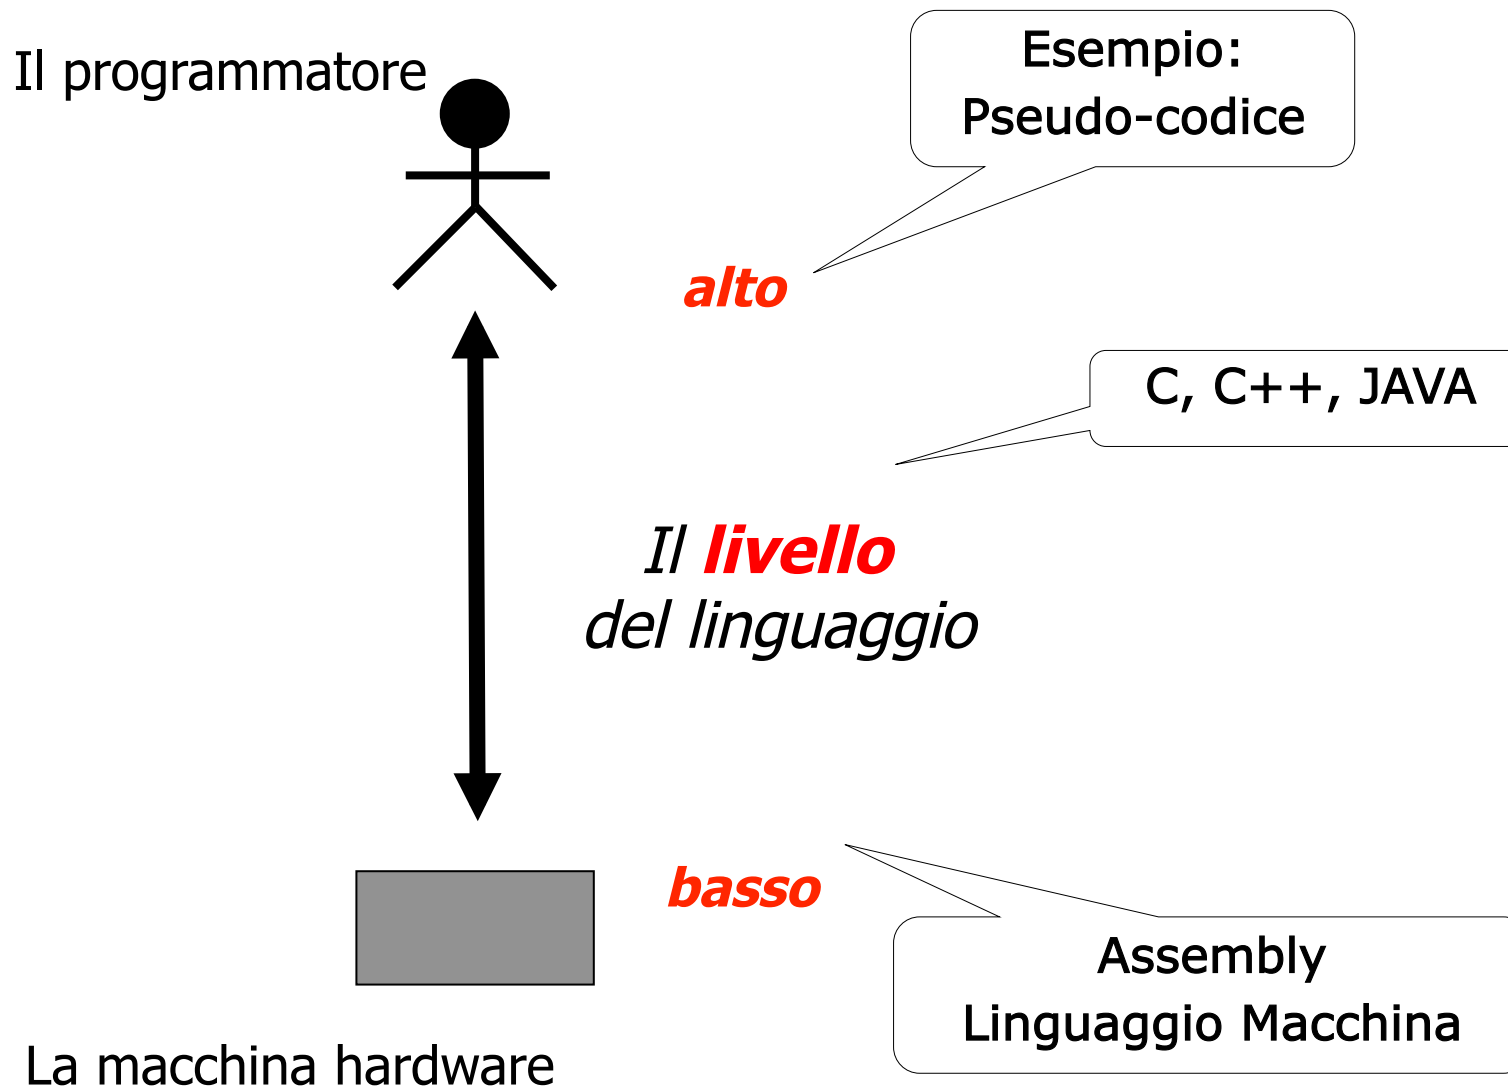 Il programmatore
Esempio:
Pseudo-codice
alto
C, C++, JAVA
Il livello
del linguaggio
basso
Assembly
Linguaggio Macchina
La macchina hardware